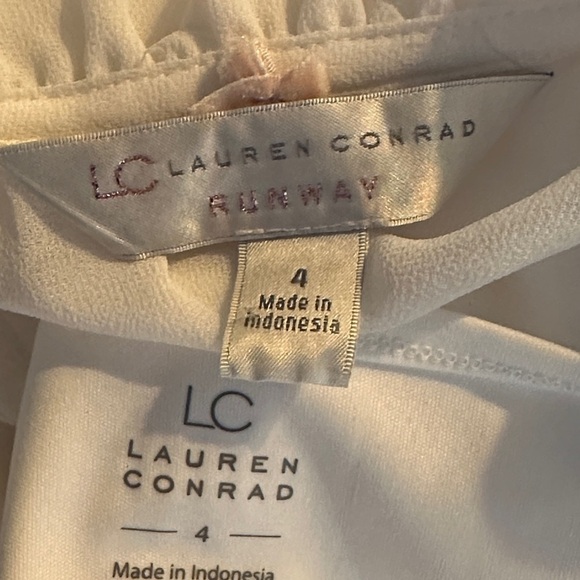 LC LAUREN CONRAD
RUNWAY
4
Made in
indonesia
LC
LAUREN
CONRAD
4
Made in Indonesia